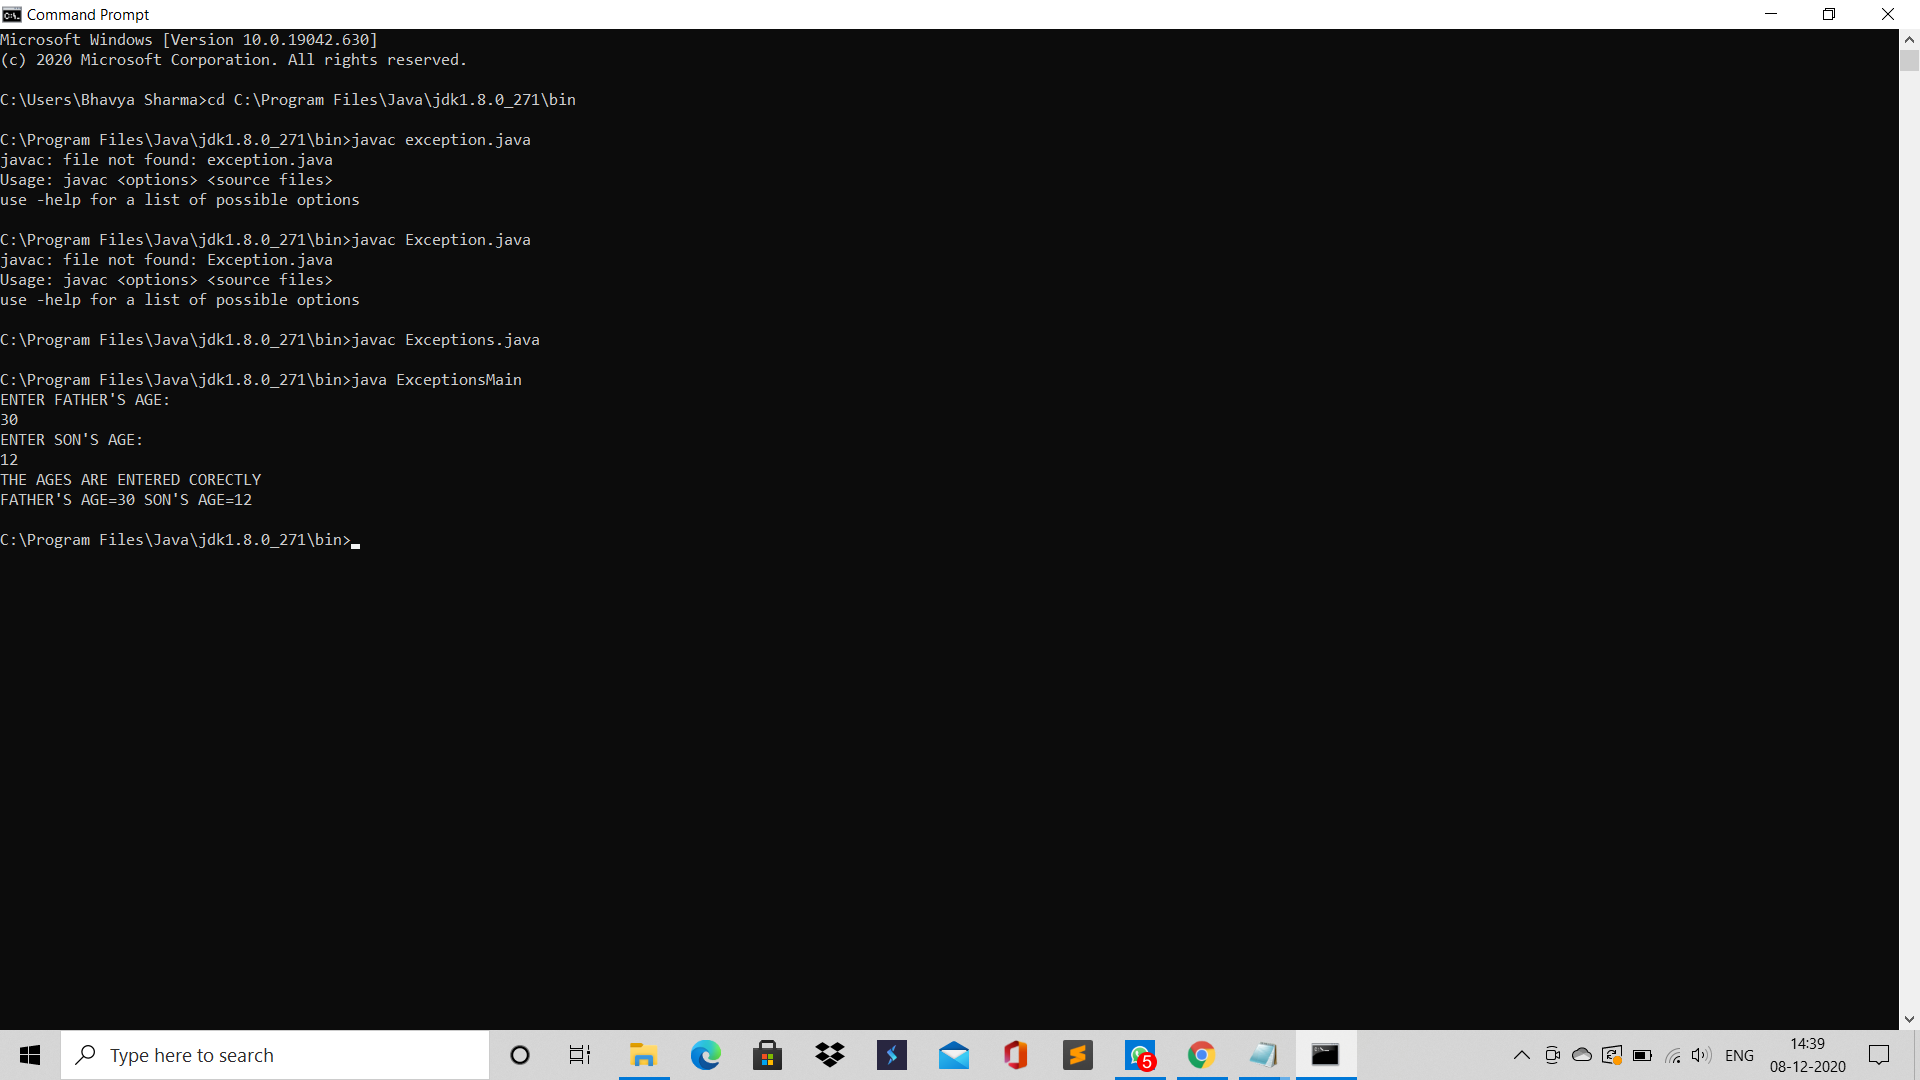 Command Prompt
Microsoft Windows [Version 10.0.19042.630]
(c) 2020 Microsoft Corporation. All rights reserved.
C:\Users\Bhavya Sharma>cd C:\Program Files\Java\jdk1.8.0_271\bin
C:\Program Files\Java\jdk1.8.0_271\bin>javac exception.java
javac: file not found: exception.java
Usage: javac <options> <source files>
use -help for a list of possible options
C:\Program Files\Java\jdk1.8.0_271\bin>javac Exception.java
javac: file not found: Exception.java
Usage: javac <options> <source files>
use -help for a list of possible options
C:\Program Files\Java\jdk1.8.0_271\bin>javac Exceptions.java
C:\Program Files\Java\jdk1.8.0_271\bin>java ExceptionsMain
ENTER FATHER'S AGE:
30
ENTER SON'S AGE:
12
THE AGES ARE ENTERED CORECTLY
FATHER'S AGE=30 SON'S AGE=12
C:\Program Files\Java\jdk1.8.0_271\bin>
Type here to search
5
ENG
14:39
08-12-2020